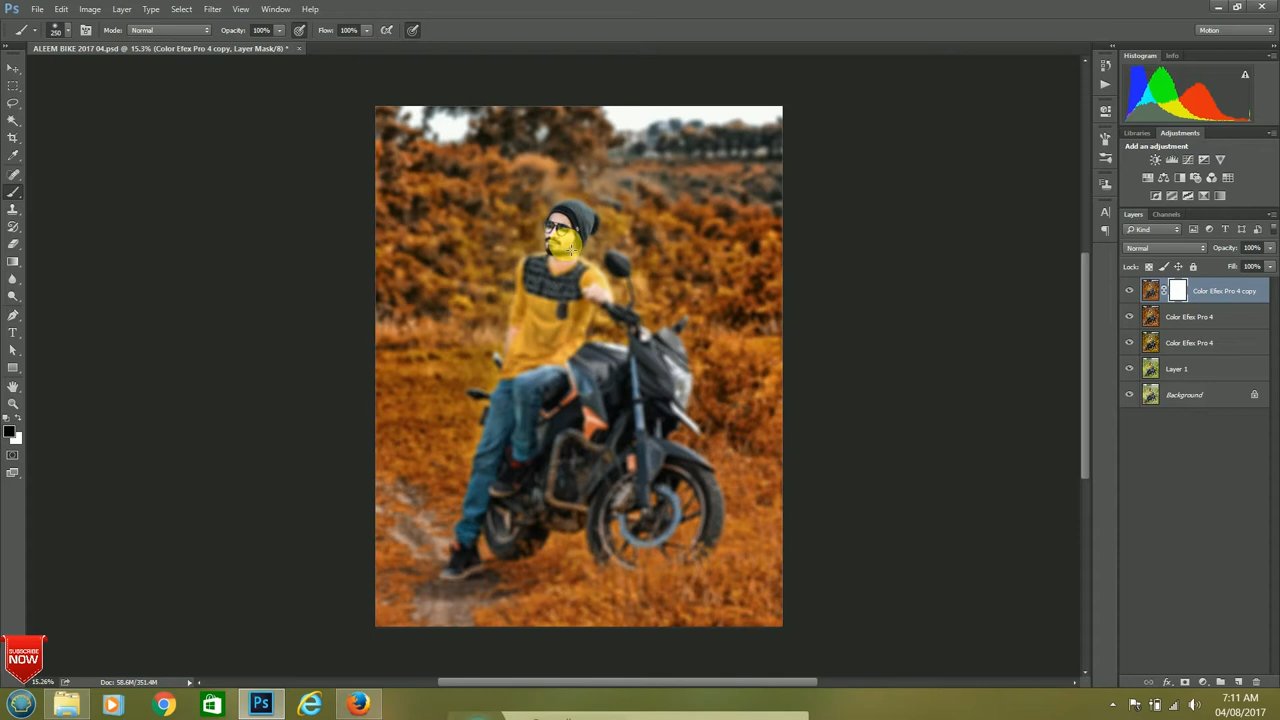 Ps File Edit Image Layer Type Select Filter View Window Help
250 Mode: Normal Opacity: 100% Flow: 100% Motion
ALEEM BIKE 2017 04.psd @ 15.3% (Color Efex Pro 4 copy, Layer Mask/8) *
Histogram Info
Libraries Adjustments
Add an adjustment
Layers Channels
Kind
Normal Opacity: 100%
Lock: Fill: 100%
Color Efex Pro 4 copy
Color Efex Pro 4
Color Efex Pro 4
Layer 1
Background
SUBSCRIBE
NOW
15.26% Doc: 58.6M/351.4M
Ps
7:11 AM
04/08/2017